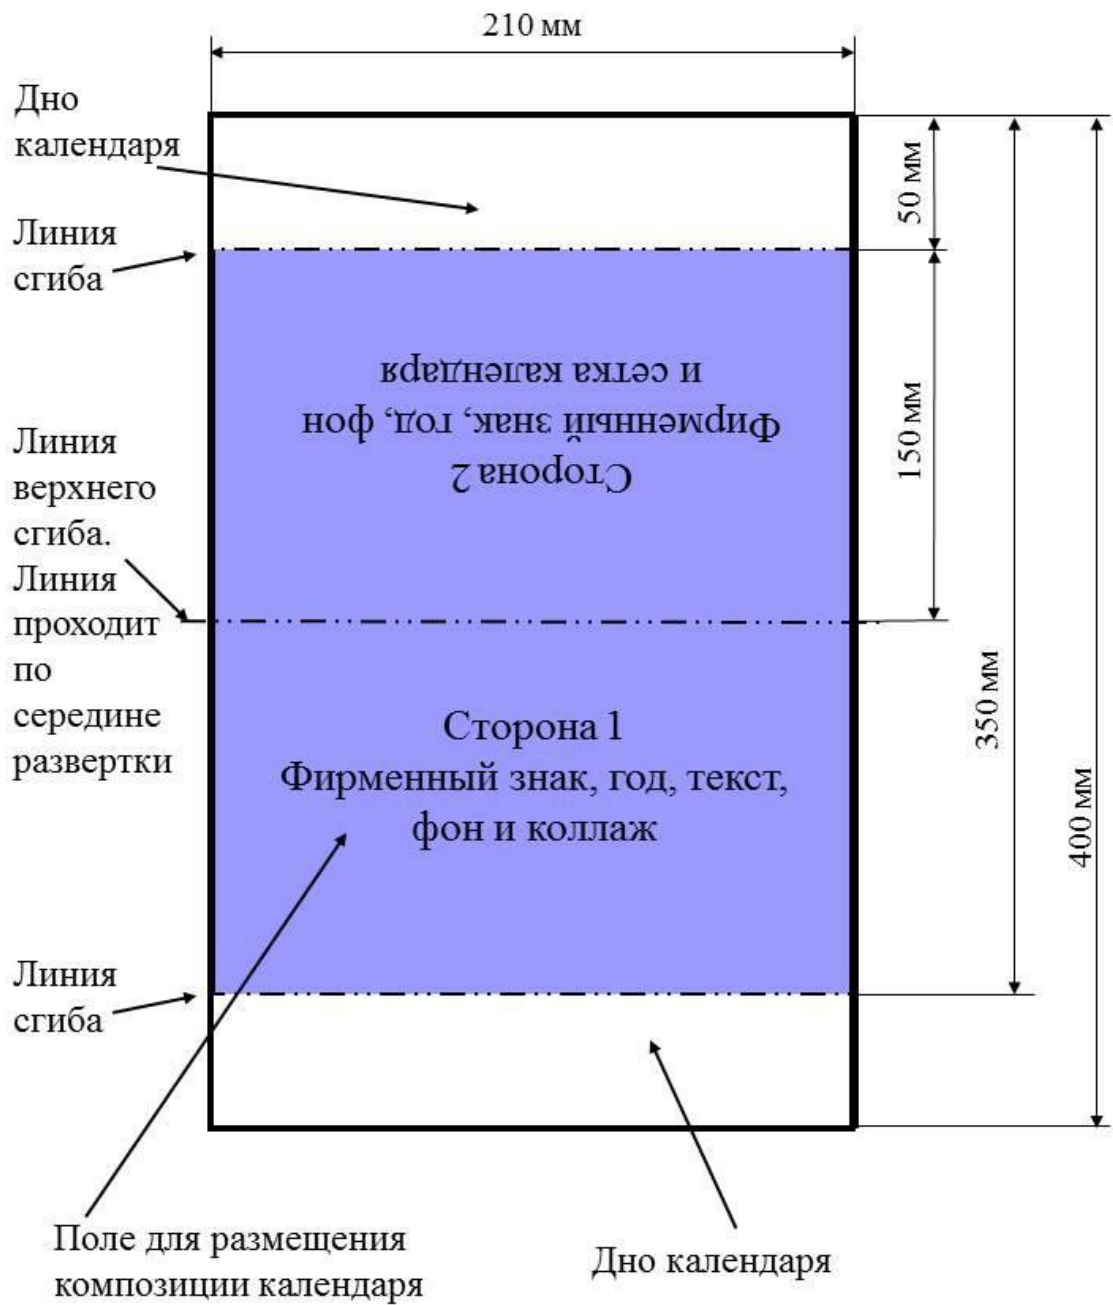 210 мм
Дно
календаря
50 мм
Линия
сгиба
Сторона 2
Фирменный знак, год, фон
и сетка календаря
150 мм
Линия
верхнего
сгиба.
Линия
проходит
по
середине
развертки
350 мм
400 мм
Сторона 1
Фирменный знак, год, текст,
фон и коллаж
Линия
сгиба
Поле для размещения
композиции календаря
Дно календаря